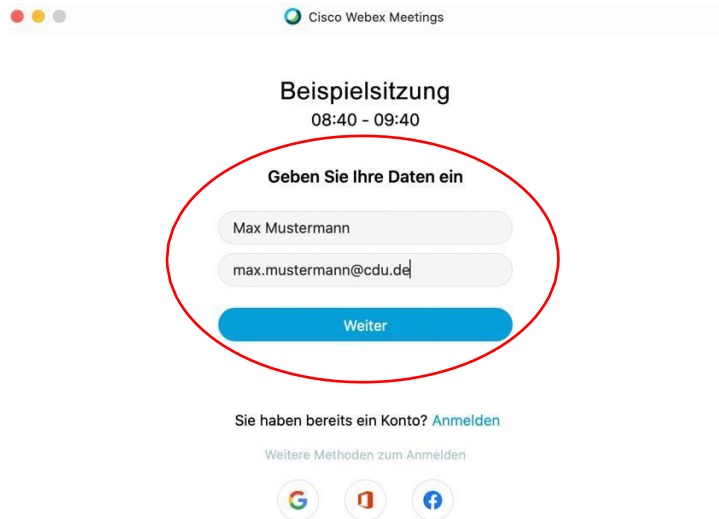 Cisco Webex Meetings
Beispielsitzung
08:40 - 09:40
Geben Sie Ihre Daten ein
Max Mustermann
max.mustermann@cdu.de
Weiter
Sie haben bereits ein Konto? Anmelden
Weitere Methoden zum Anmelden